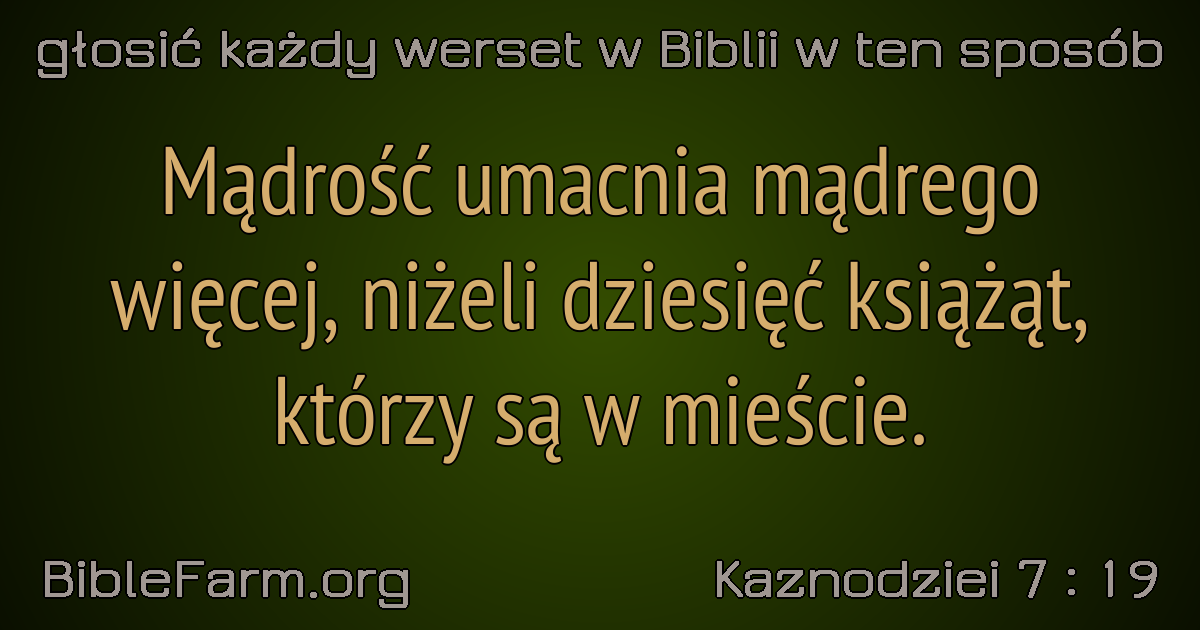 głosić każdy werset w Biblii w ten sposób
Mądrość umacnia mądrego
więcej, niżeli dziesięć książąt,
którzy są w mieście.
BibleFarm.org
Kaznodziei 7 : 19